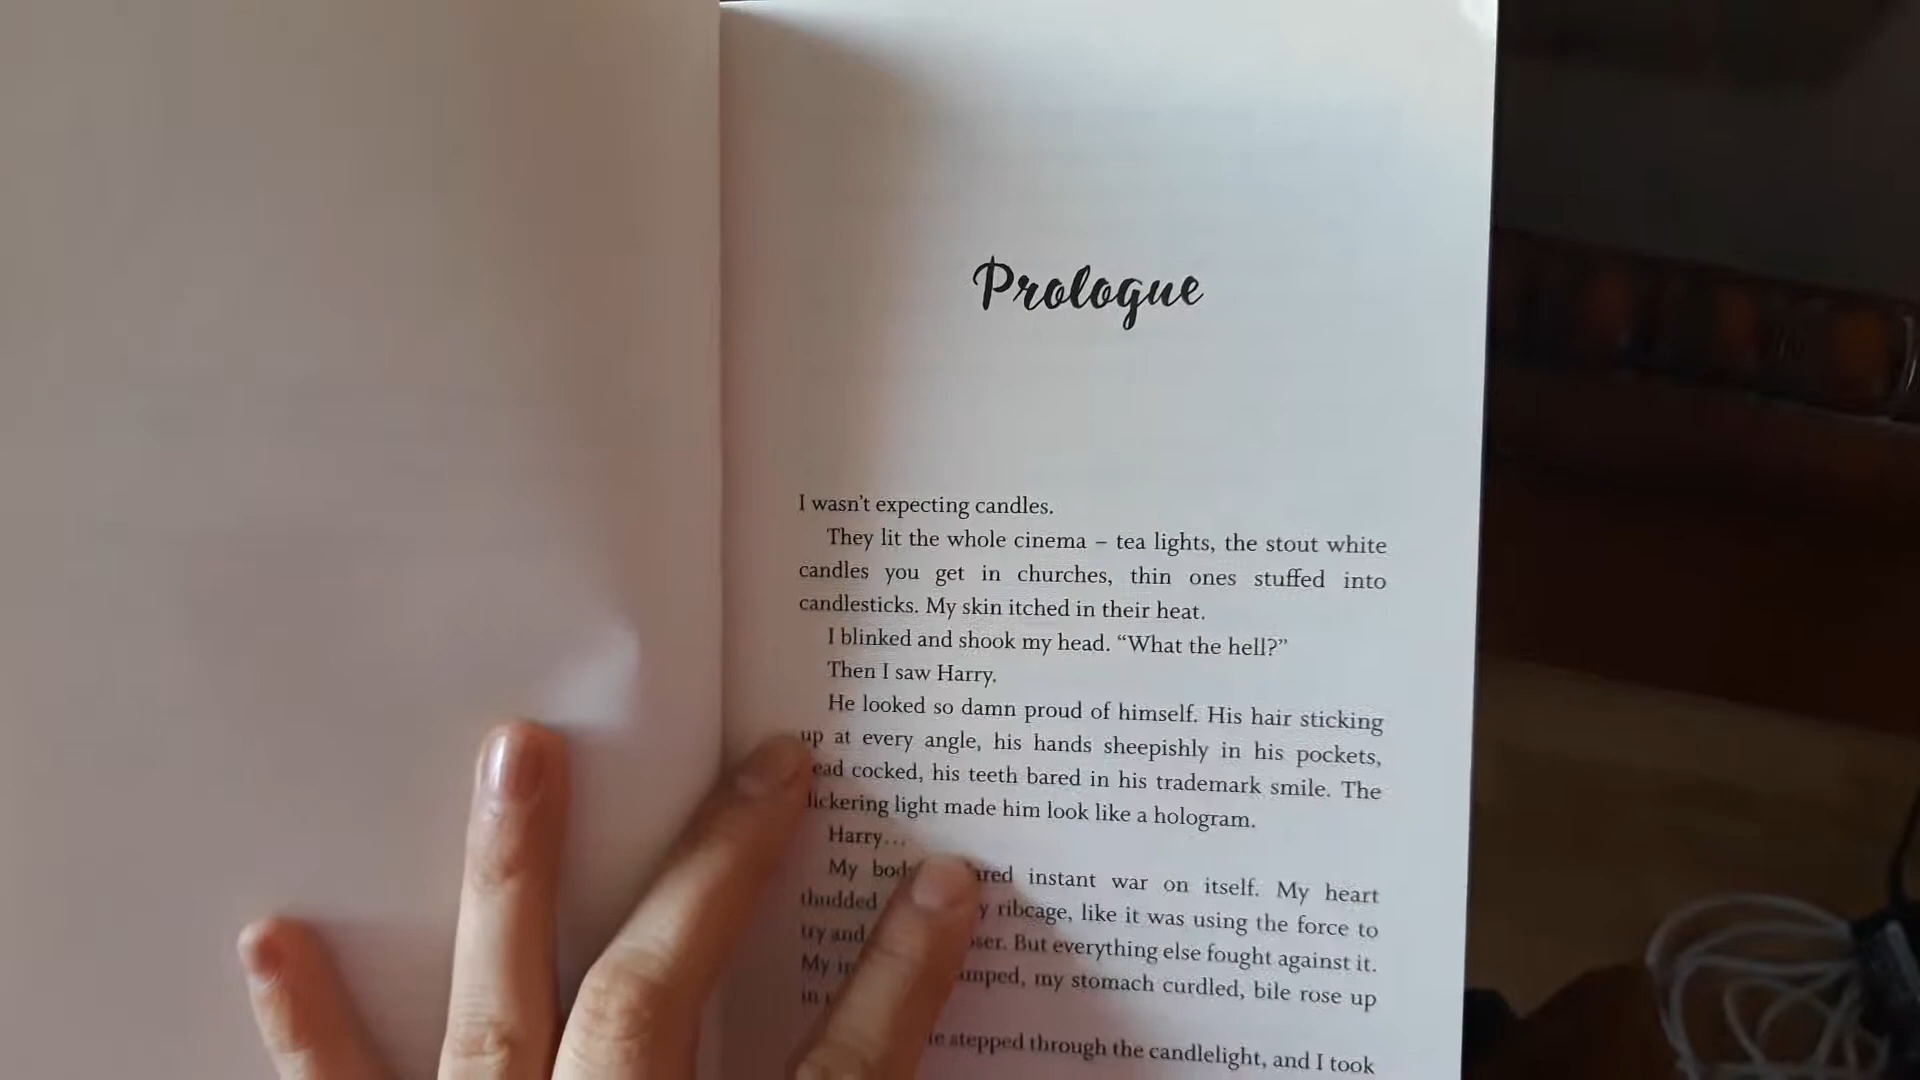 Prologue
I wasn't expecting candles.
They lit the whole cinema – tea lights, the stout white
candles you get in churches, thin ones stuffed into
candlesticks. My skin itched in their heat.
I blinked and shook my head. “What the hell?”
Then I saw Harry.
He looked so damn proud of himself. His hair sticking
up at every angle, his hands sheepishly in his pockets,
cocked, his teeth bared in his trademark smile. The
light made him look like a hologram.
Harry...
My instant war on itself. My heart
thudded ribcage, like it was using the force to
try and But everything else fought against it.
My my stomach curdled, bile rose up
in
stepped through the candlelight, and I took